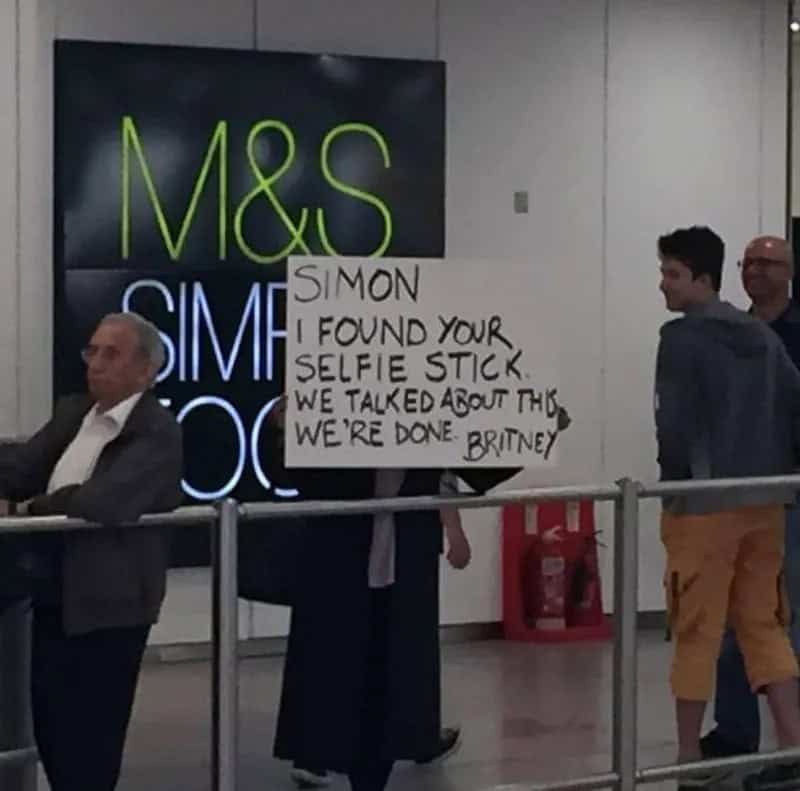 M&S
SIMON
I FOUND YOUR
SELFIE STICK.
WE TALKED ABOUT THIS
WE'RE DONE. BRITNEY